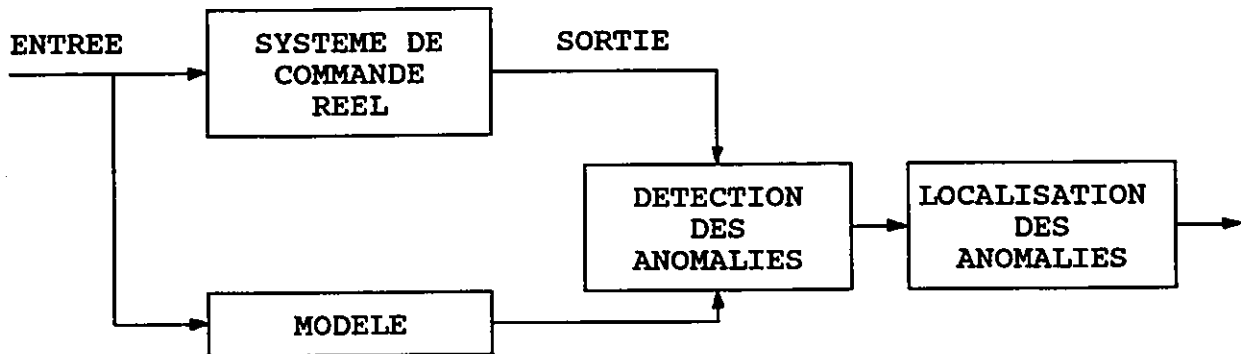 ENTREE
SYSTEME DE
COMMANDE
REEL
SORTIE
DETECTION
DES
ANOMALIES
LOCALISATION
DES
ANOMALIES
MODELE